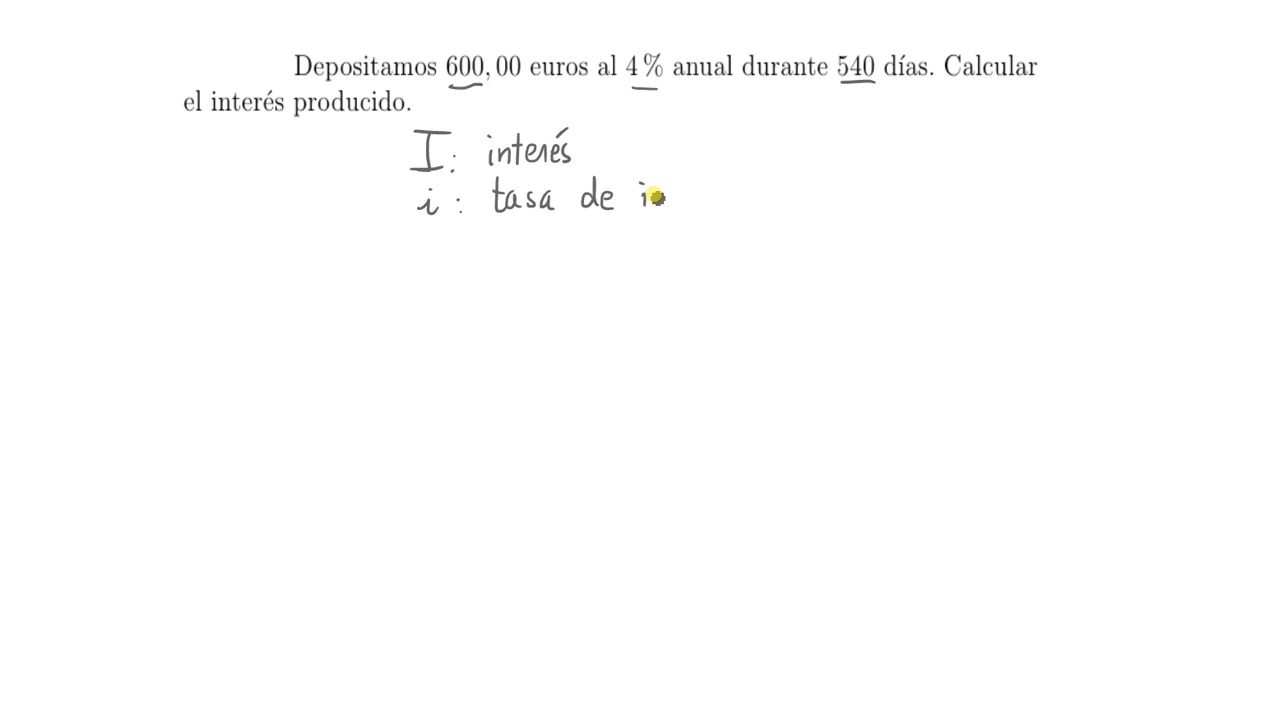 Depositamos 600,00 euros al 4% anual durante 540 días. Calcular
el interés producido.
I: interés
i: tasa de i